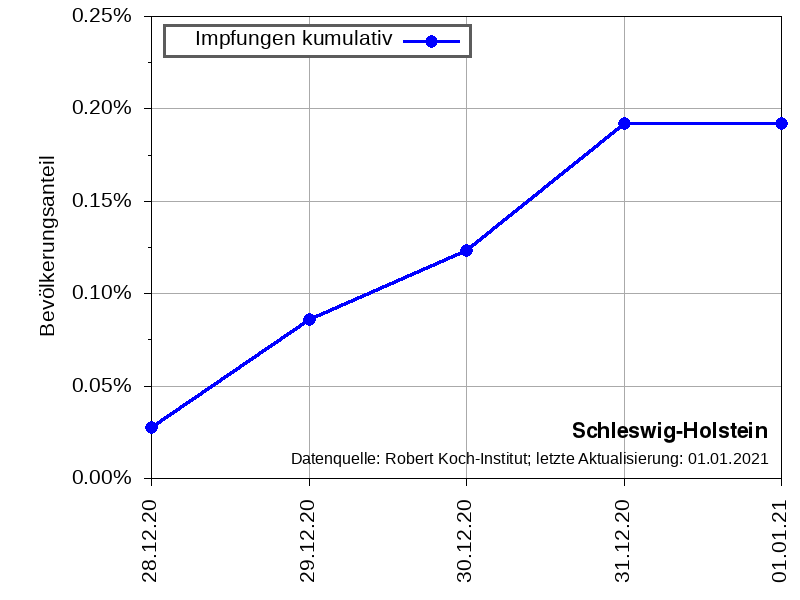 0.25%
Impfungen kumulativ
0.20%
0.15%
0.10%
0.05%
0.00%
Bevölkerungsanteil
Schleswig-Holstein
Datenquelle: Robert Koch-Institut; letzte Aktualisierung: 01.01.2021
28.12.20
29.12.20
30.12.20
31.12.20
01.01.21